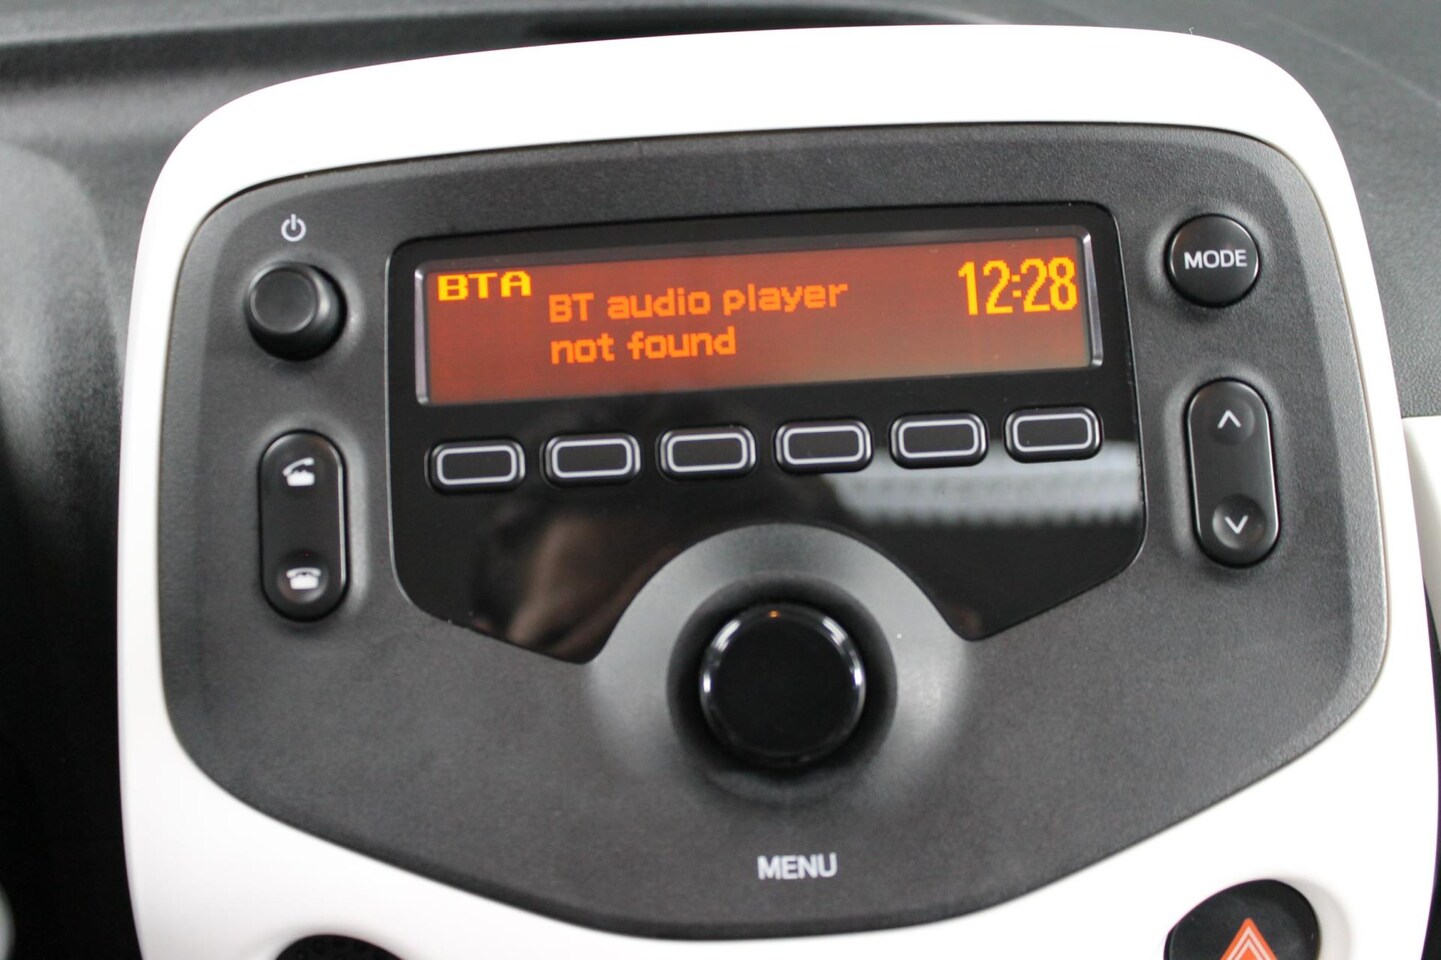 BTA
BT audio player
not found
12:28
MODE
MENU